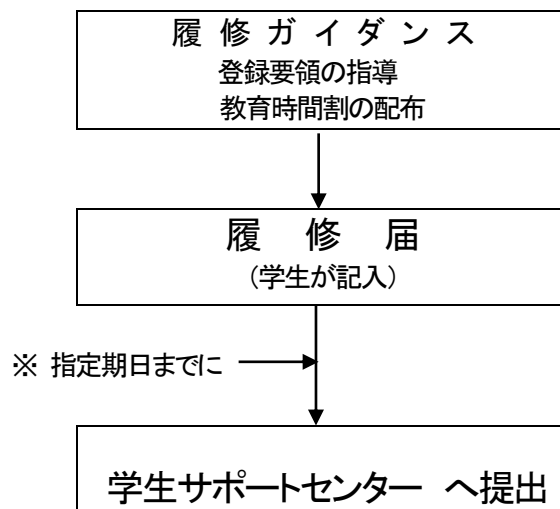 履修ガイダンス
登録要領の指導
教育時間割の配布
履修届
（学生が記入）
※ 指定期日までに
学生サポートセンター へ提出